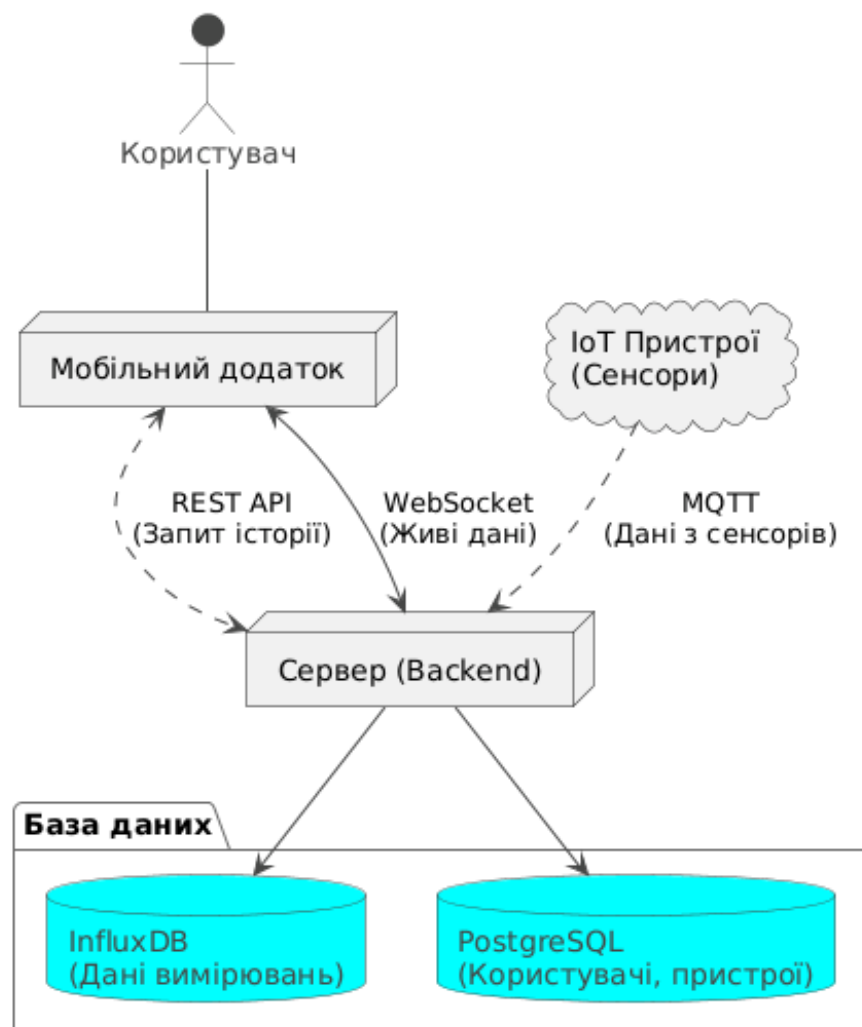 Користувач
Мобільний додаток
IoT Пристрої
(Сенсори)
REST API
(Запит історії)
WebSocket
(Живі дані)
MQTT
(Дані з сенсорів)
Сервер (Backend)
База даних
InfluxDB
(Дані вимірювань)
PostgreSQL
(Користувачі, пристрої)